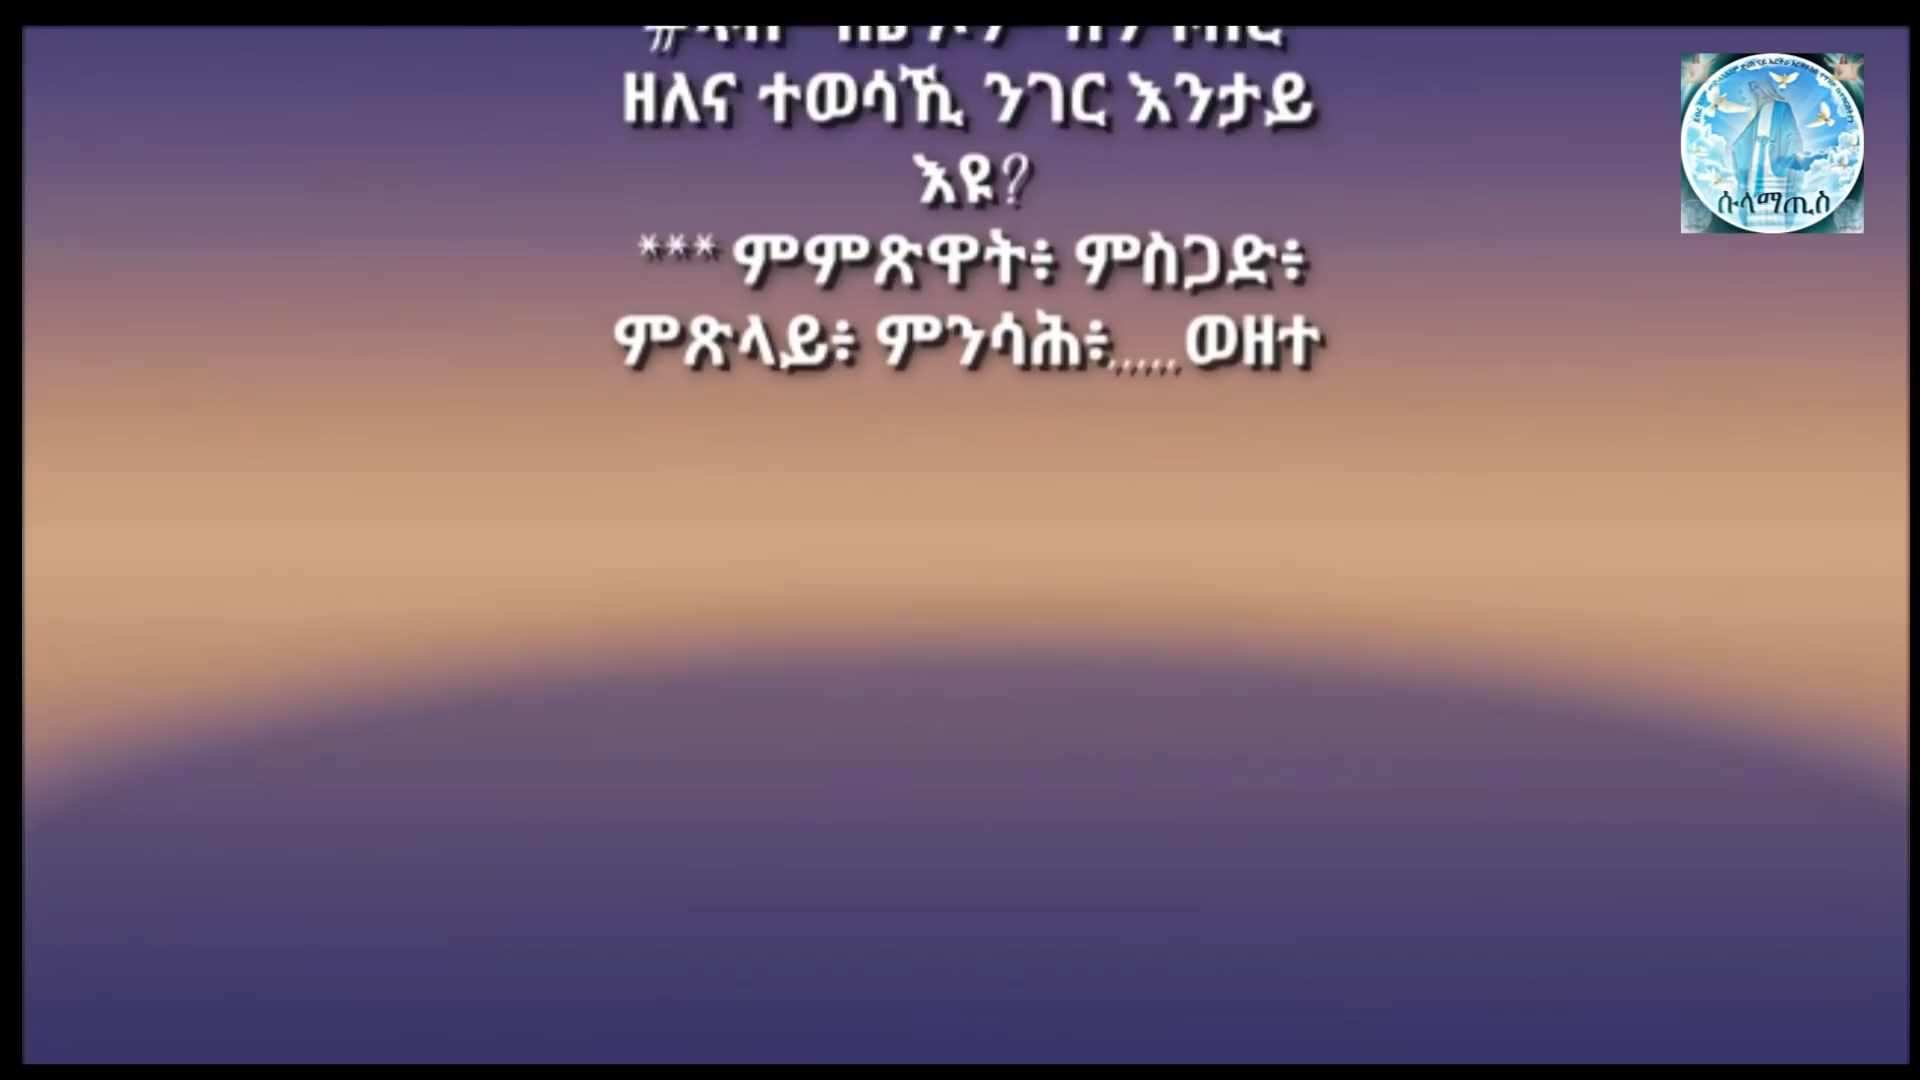 ዘለና ተወሳኺ ንገር እንታይ
እዩ?
*** ምምጽዋት፥ ምስጋድ፥
ምጽላይ፥ ምንሳሕ፥,,,,,ወዘተ
ሱላማጢስ